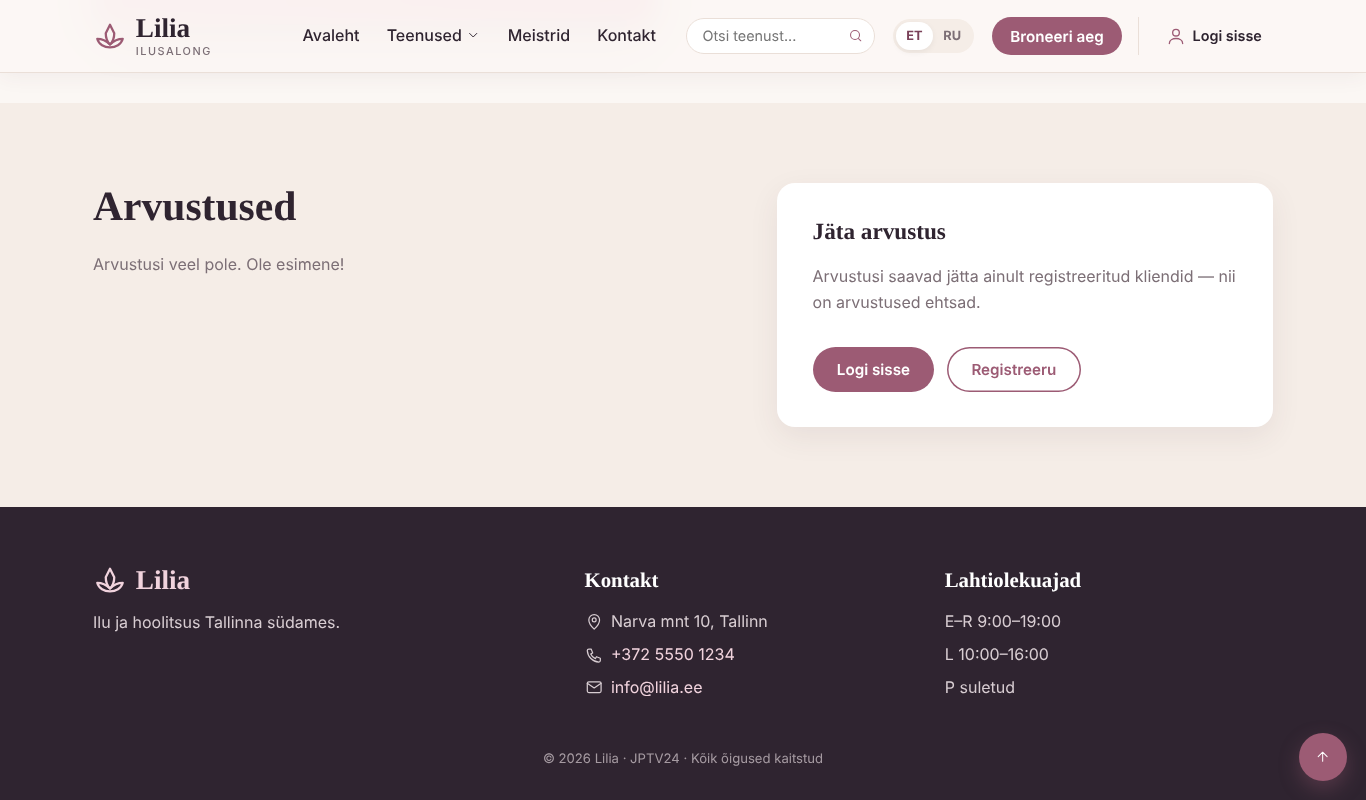 Lilia
ILUSALONG
Avaleht
Teenused
Meistrid
Kontakt
Otsi teenust...
ET
RU
Broneeri aeg
Logi sisse
Arvustused
Arvustusi veel pole. Ole esimene!
Jäta arvustus
Arvustusi saavad jätta ainult registreeritud kliendid — nii
on arvustused ehtsad.
Logi sisse
Registreeru
Lilia
Ilu ja hoolitsus Tallinna südames.
Kontakt
Narva mnt 10, Tallinn
+372 5550 1234
info@lilia.ee
Lahtiolekuajad
E–R 9:00–19:00
L 10:00–16:00
P suletud
© 2026 Lilia · JPTV24 · Kõik õigused kaitstud